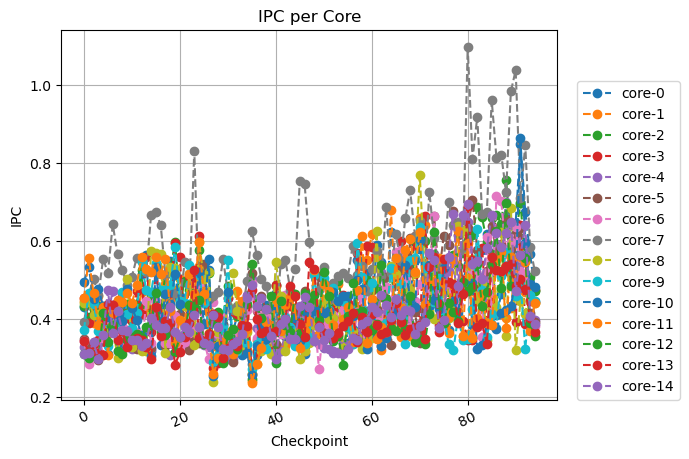 IPC per Core
IPC
1.0
0.8
0.6
0.4
0.2
0
20
40
60
80
Checkpoint
core-0
core-1
core-2
core-3
core-4
core-5
core-6
core-7
core-8
core-9
core-10
core-11
core-12
core-13
core-14